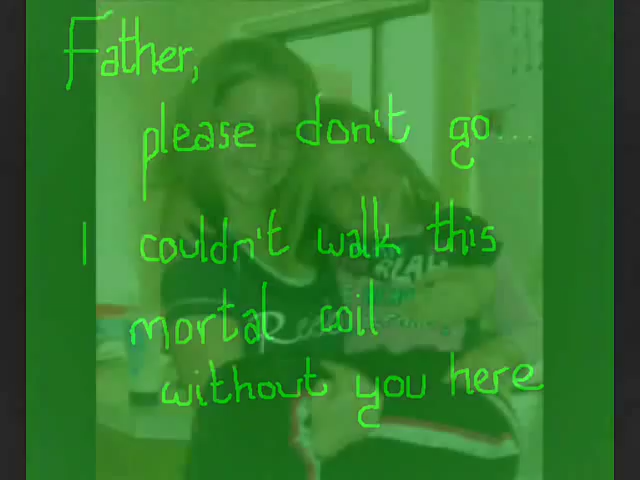 Father,
please don't go...
I couldn't walk this
mortal coil
without you here